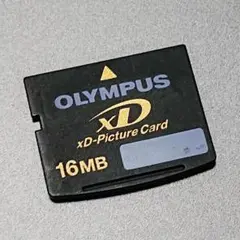 OLYMPUS
xD
xD-Picture Card
16MB